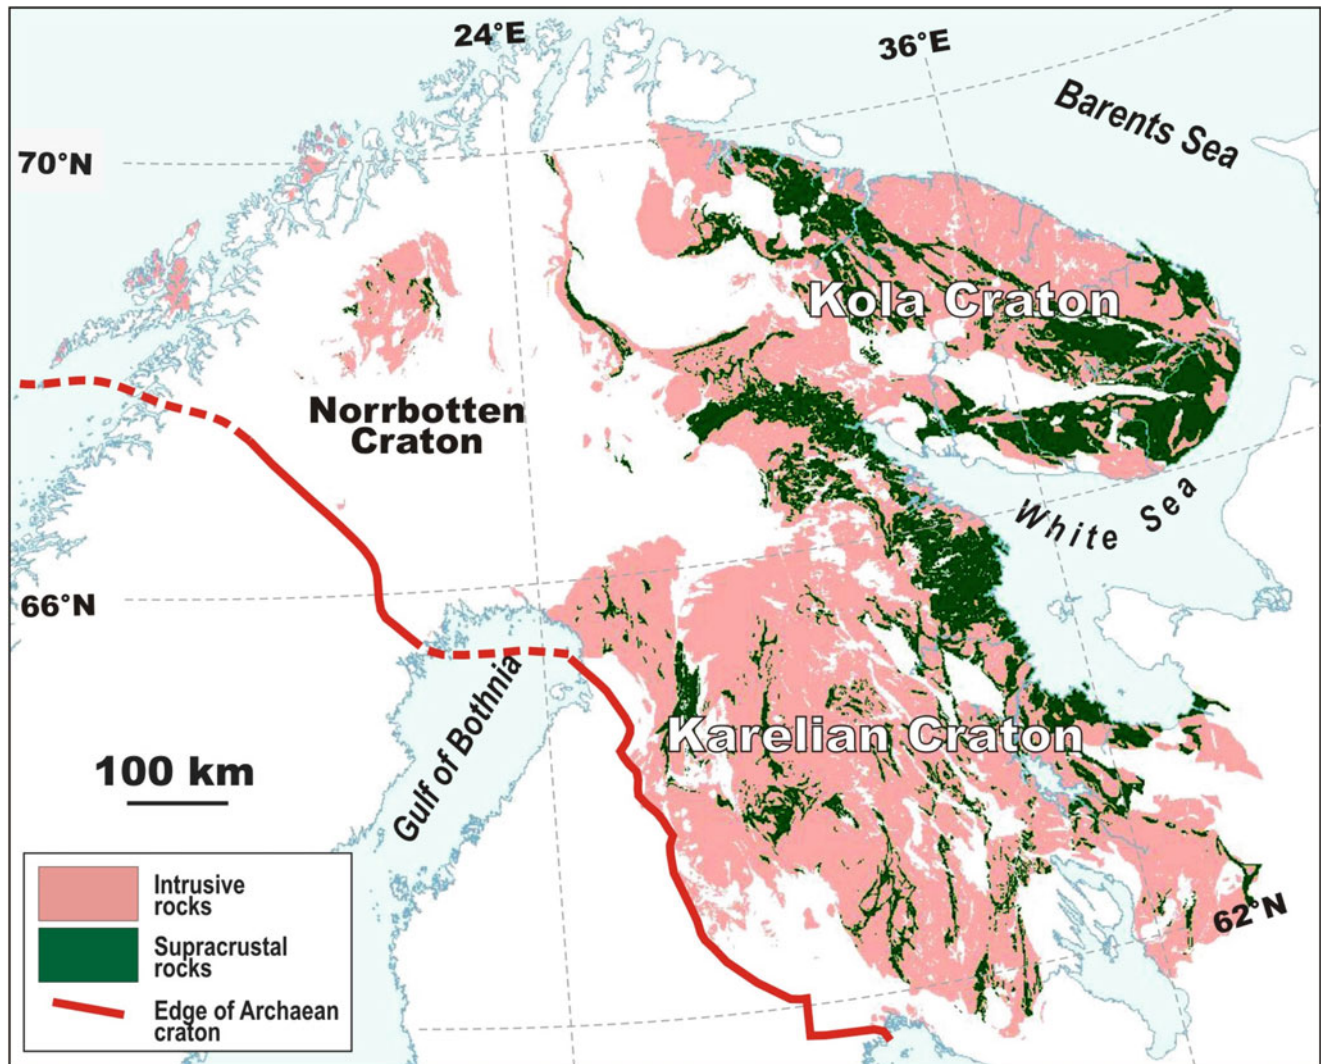 24°E
36°E
Barents Sea
70°N
Kola Craton
Norrbotten
Craton
White Sea
66°N
Gulf of Bothnia
Karelian Craton
100 km
62°N
Intrusive
rocks
Supracrustal
rocks
Edge of Archaean
craton